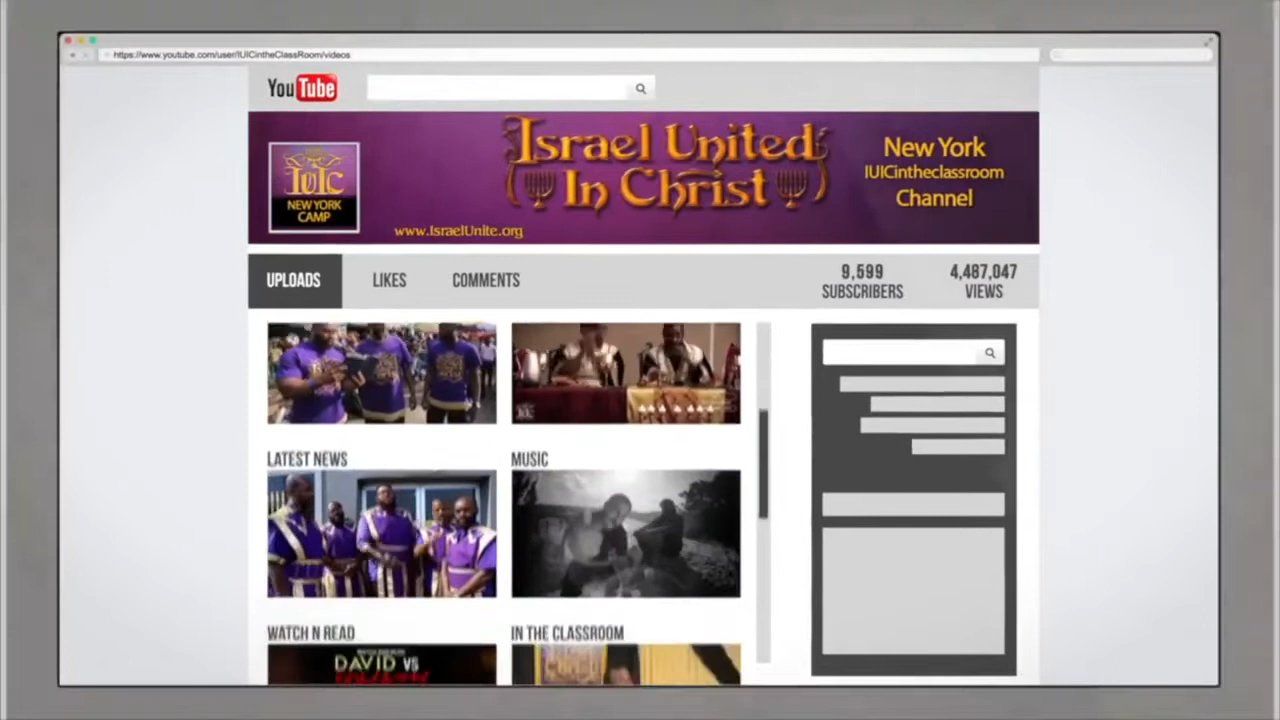 https://www.youtube.com/user/IUICintheClassRoom/videos
YouTube
Israel United
In Christ
IUIC
NEW YORK
CAMP
www.IsraelUnite.org
New York
IUICintheclassroom
Channel
UPLOADS
LIKES
COMMENTS
9,599
SUBSCRIBERS
4,487,047
VIEWS
LATEST NEWS
MUSIC
WATCH N READ
IN THE CLASSROOM
DAVID VS